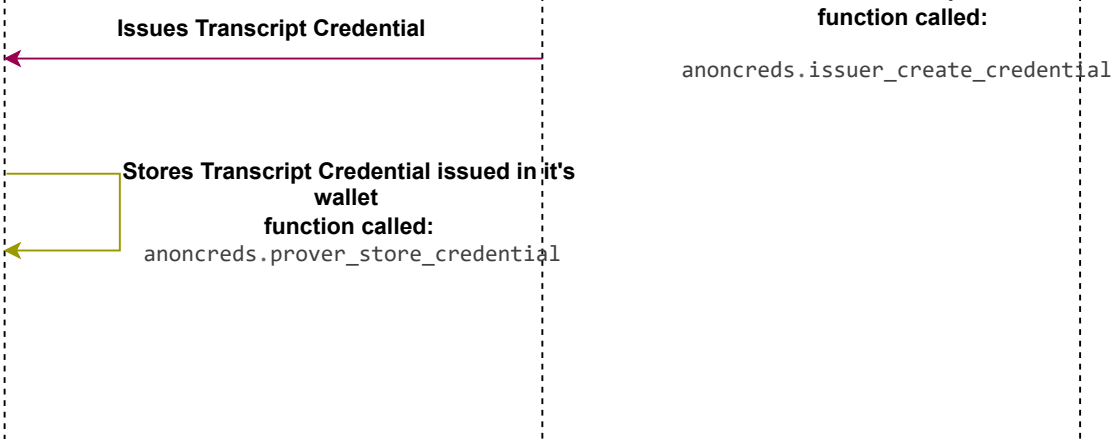 Issues Transcript Credential
function called:
anoncreds.issuer_create_credential
Stores Transcript Credential issued in it's
wallet
function called:
anoncreds.prover_store_credential